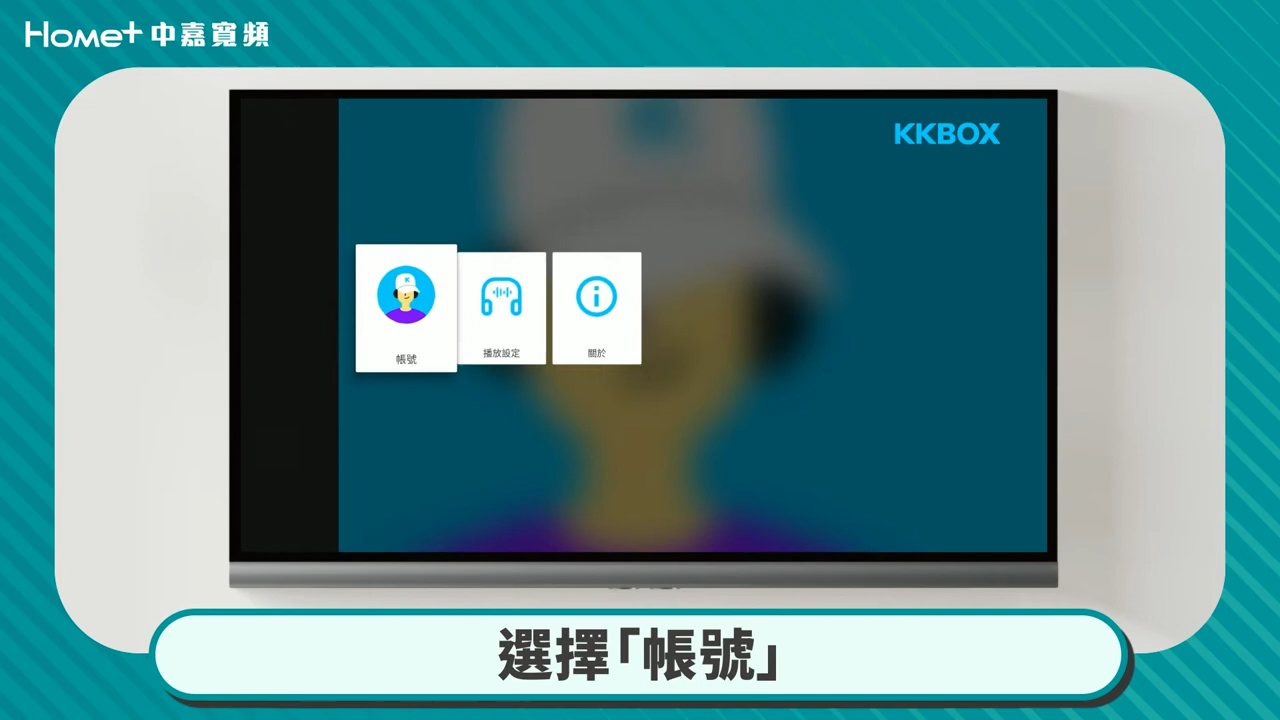 Home+ 中嘉寬頻
KKBOX
帳號
播放設定
關於
選擇「帳號」